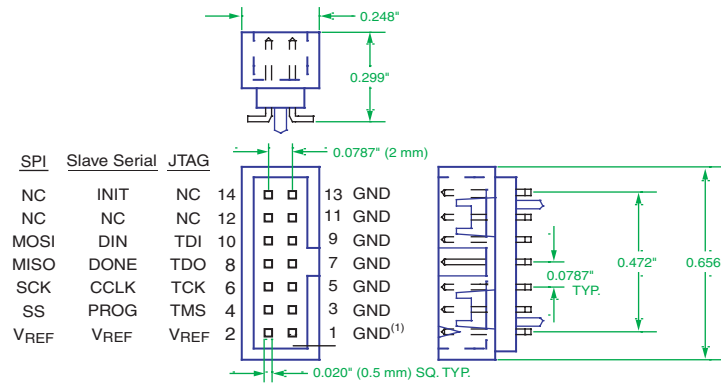 0.248"
0.299"
0.0787" (2 mm)
SPI Slave Serial JTAG
NC INIT NC 14 13 GND
NC NC NC 12 11 GND
MOSI DIN TDI 10 9 GND
MISO DONE TDO 8 7 GND
SCK CCLK TCK 6 5 GND
SS PROG TMS 4 3 GND
VREF VREF VREF 2 1 GND(1)
0.020" (0.5 mm) SQ. TYP.
0.0787"
TYP.
0.472"
0.656"